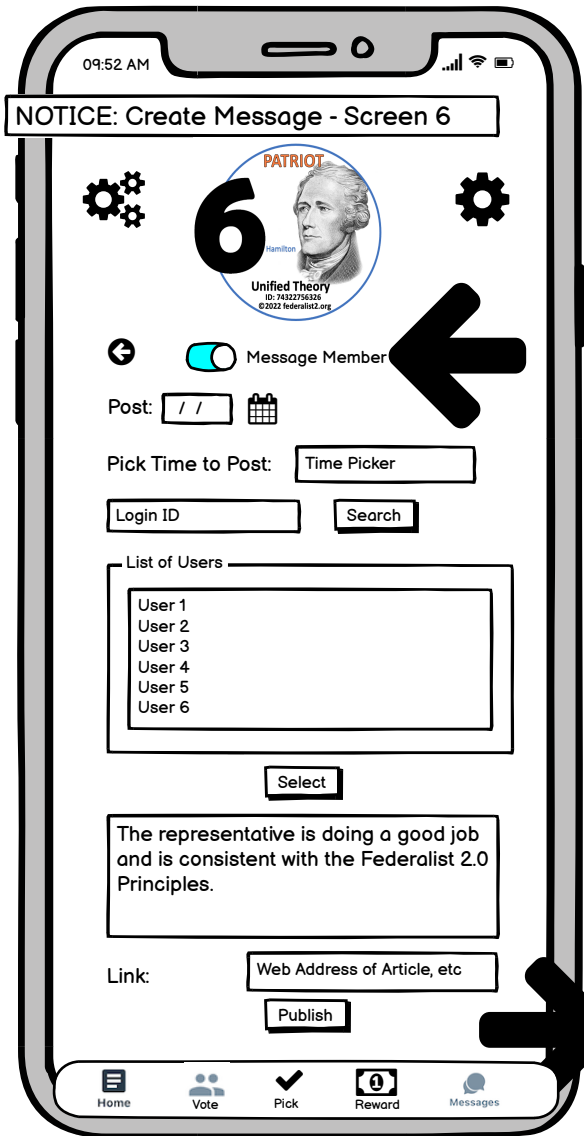 09:52 AM
NOTICE: Create Message - Screen 6
PATRIOT
6
Hamilton
Unified Theory
ID: 74322756326
©2022 federalist2.org
Message Member
Post: / /
Pick Time to Post: Time Picker
Login ID Search
List of Users
User 1
User 2
User 3
User 4
User 5
User 6
Select
The representative is doing a good job
and is consistent with the Federalist 2.0
Principles.
Link: Web Address of Article, etc
Publish
1
Home Vote Pick Reward Messages